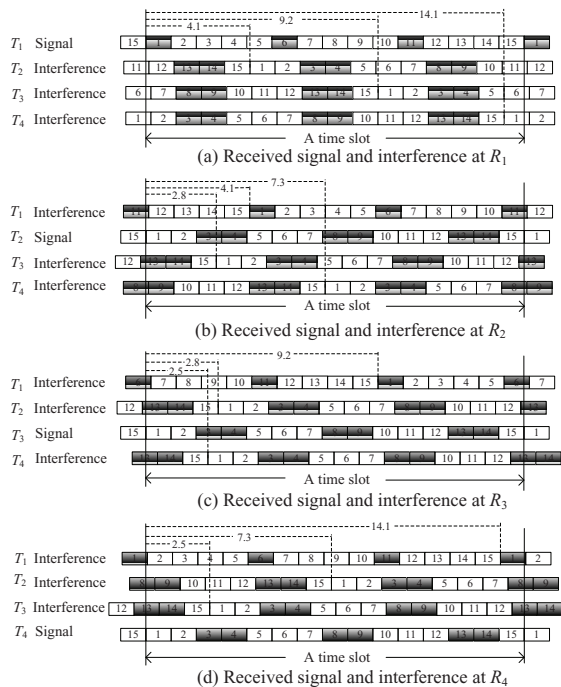 14.1
9.2
4.1
T1 Signal 15 1 2 3 4 5 6 7 8 9 10 11 12 13 14 15 1
T2 Interference 11 12 13 14 15 1 2 3 4 5 6 7 8 9 10 11 12
T3 Interference 6 7 8 9 10 11 12 13 14 15 1 2 3 4 5 6 7
T4 Interference 1 2 3 4 5 6 7 8 9 10 11 12 13 14 15 1 2
A time slot
(a) Received signal and interference at R1
7.3
4.1
2.8
T1 Interference 11 12 13 14 15 1 2 3 4 5 6 7 8 9 10 11 12
T2 Signal 15 1 2 3 4 5 6 7 8 9 10 11 12 13 14 15 1
T3 Interference 12 13 14 15 1 2 3 4 5 6 7 8 9 10 11 12 13
T4 Interference 8 9 10 11 12 13 14 15 1 2 3 4 5 6 7 8 9
A time slot
(b) Received signal and interference at R2
9.2
2.8
2.5
T1 Interference 6 7 8 9 10 11 12 13 14 15 1 2 3 4 5 6 7
T2 Interference 12 13 14 15 1 2 3 4 5 6 7 8 9 10 11 12 13
T3 Signal 15 1 2 3 4 5 6 7 8 9 10 11 12 13 14 15 1
T4 Interference 13 14 15 1 2 3 4 5 6 7 8 9 10 11 12 13 14
A time slot
(c) Received signal and interference at R3
14.1
7.3
2.5
T1 Interference 1 2 3 4 5 6 7 8 9 10 11 12 13 14 15 1 2
T2 Interference 8 9 10 11 12 13 14 15 1 2 3 4 5 6 7 8 9
T3 Interference 12 13 14 15 1 2 3 4 5 6 7 8 9 10 11 12 13 14
T4 Signal 15 1 2 3 4 5 6 7 8 9 10 11 12 13 14 15 1
A time slot
(d) Received signal and interference at R4